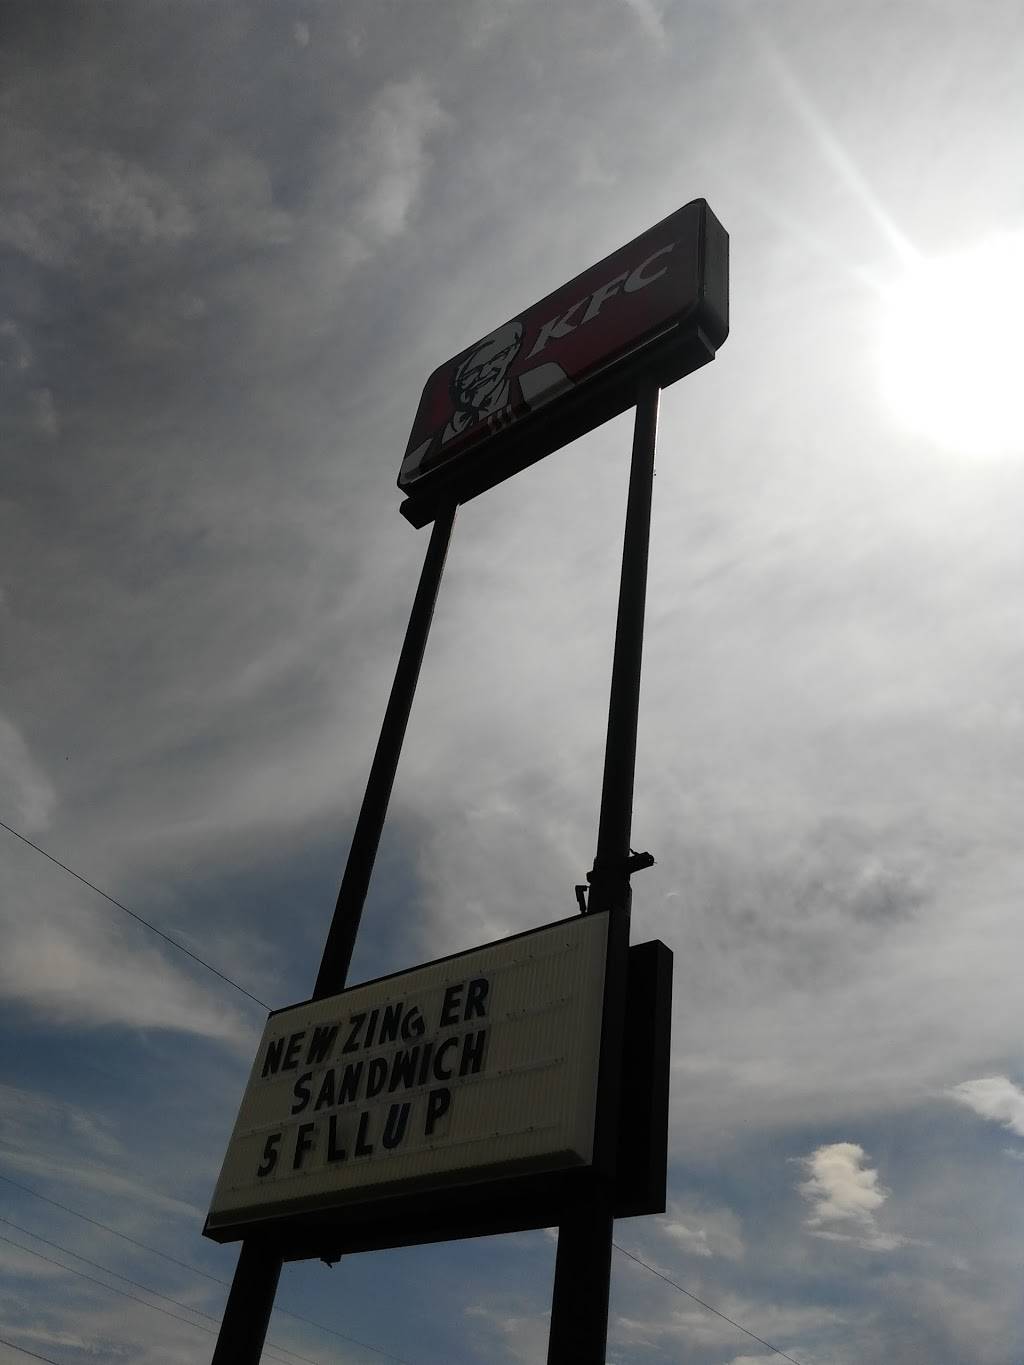 KFC
NEW ZINGER
SANDWICH
5 FLLUP